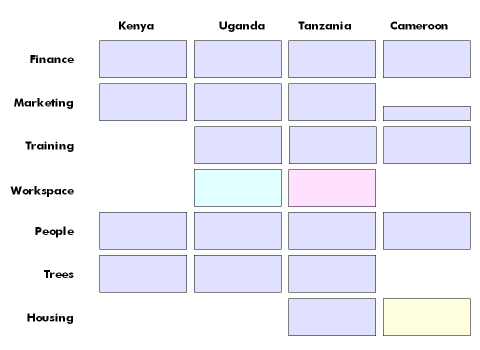 Kenya Uganda Tanzania Cameroon
Finance
Marketing
Training
Workspace
People
Trees
Housing